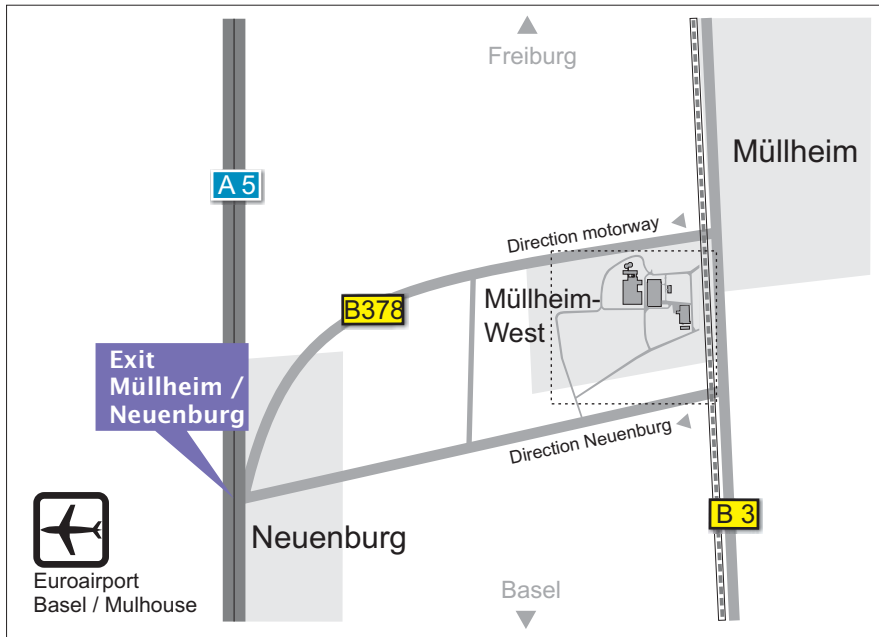 Freiburg
Müllheim
A 5
Direction motorway
B378
Müllheim-
West
Exit
Müllheim /
Neuenburg
Direction Neuenburg
B 3
Neuenburg
Euroairport
Basel / Mulhouse
Basel